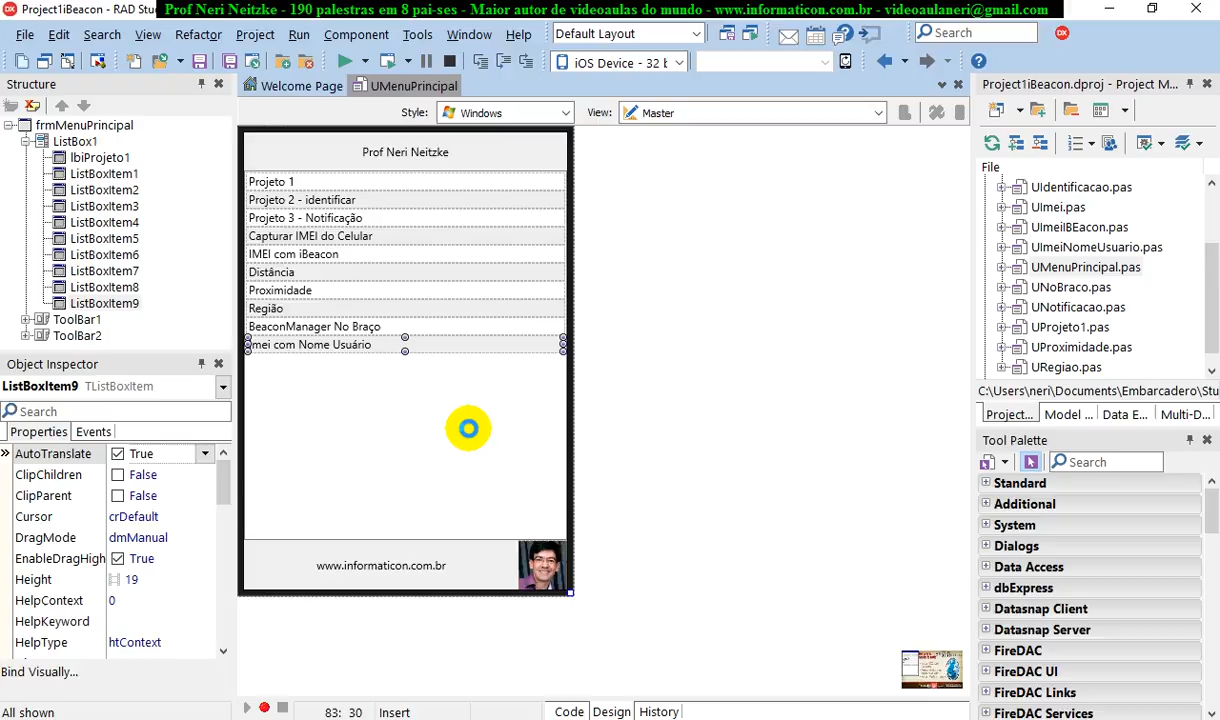 Project1iBeacon - RAD Stu
Prof Neri Neitzke - 190 palestras em 8 pai-ses - Maior autor de videoaulas do mundo - www.informaticon.com.br - videoaulaneri@gmail.com
File Edit Search View Refactor Project Run Component Tools Window Help
Default Layout
Search
iOS Device - 32 b
Structure
Welcome Page
UMenuPrincipal
Project1iBeacon.dproj - Project M...
Style: Windows View: Master
frmMenuPrincipal
ListBox1
lbiProjeto1
ListBoxItem1
ListBoxItem2
ListBoxItem3
ListBoxItem4
ListBoxItem5
ListBoxItem6
ListBoxItem7
ListBoxItem8
ListBoxItem9
ToolBar1
ToolBar2
Object Inspector
ListBoxItem9 TListBoxItem
Search
Properties Events
AutoTranslate True
ClipChildren False
ClipParent False
Cursor crDefault
DragMode dmManual
EnableDragHigh True
Height 19
HelpContext 0
HelpKeyword
HelpType htContext
Bind Visually...
All shown
Prof Neri Neitzke
Projeto 1
Projeto 2 - identificar
Projeto 3 - Notificação
Capturar IMEI do Celular
IMEI com iBeacon
Distância
Proximidade
Região
BeaconManager No Braço
mei com Nome Usuário
www.informaticon.com.br
83: 30 Insert
Code Design History
File
UIdentificacao.pas
UImei.pas
UImeiIBEacon.pas
UImeiNomeUsuario.pas
UMenuPrincipal.pas
UNoBraco.pas
UNotificacao.pas
UProjeto1.pas
UProximidade.pas
URegiao.pas
C:\Users\neri\Documents\Embarcadero\Stu
Project... Model ... Data E... Multi-D...
Tool Palette
Search
Standard
Additional
System
Dialogs
Data Access
dbExpress
Datasnap Client
Datasnap Server
FireDAC
FireDAC UI
FireDAC Links
FireDAC Services